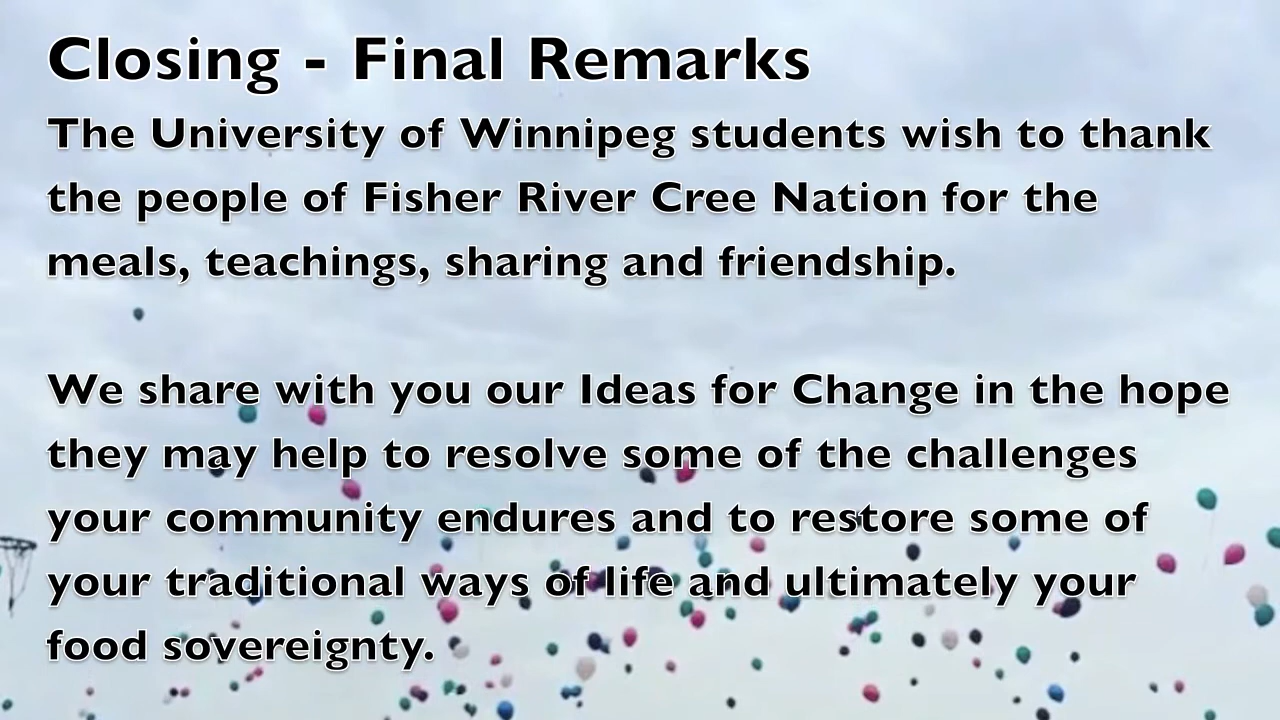 Closing - Final Remarks
The University of Winnipeg students wish to thank
the people of Fisher River Cree Nation for the
meals, teachings, sharing and friendship.
We share with you our Ideas for Change in the hope
they may help to resolve some of the challenges
your community endures and to restore some of
your traditional ways of life and ultimately your
food sovereignty.